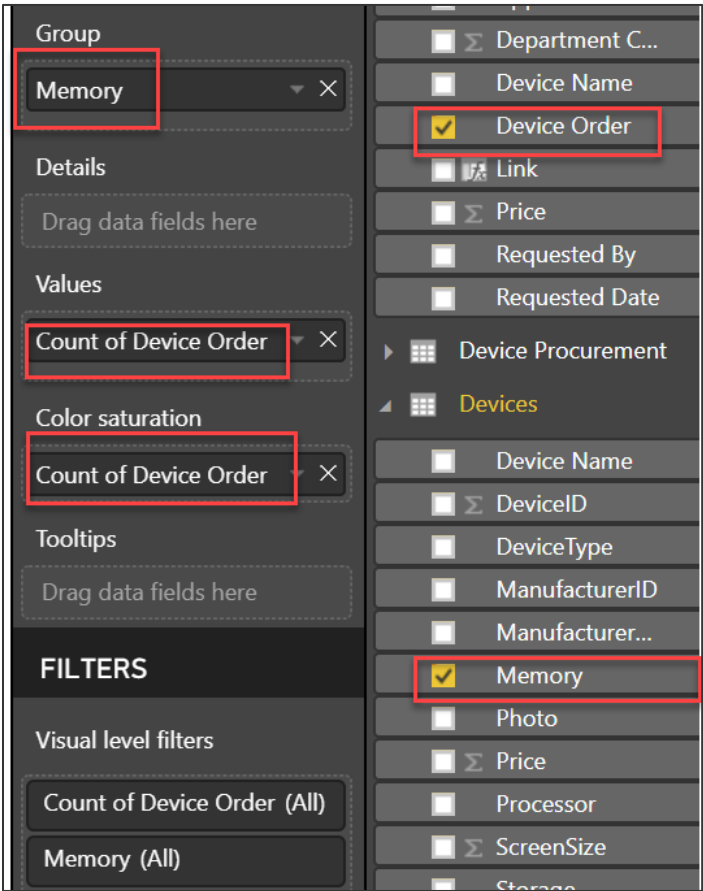 Group
Memory
Details
Drag data fields here
Values
Count of Device Order
Color saturation
Count of Device Order
Tooltips
Drag data fields here
FILTERS
Visual level filters
Count of Device Order (All)
Memory (All)
Department C...
Device Name
Device Order
Link
Price
Requested By
Requested Date
Device Procurement
Devices
Device Name
DeviceID
DeviceType
ManufacturerID
Manufacturer...
Memory
Photo
Price
Processor
ScreenSize
Storage